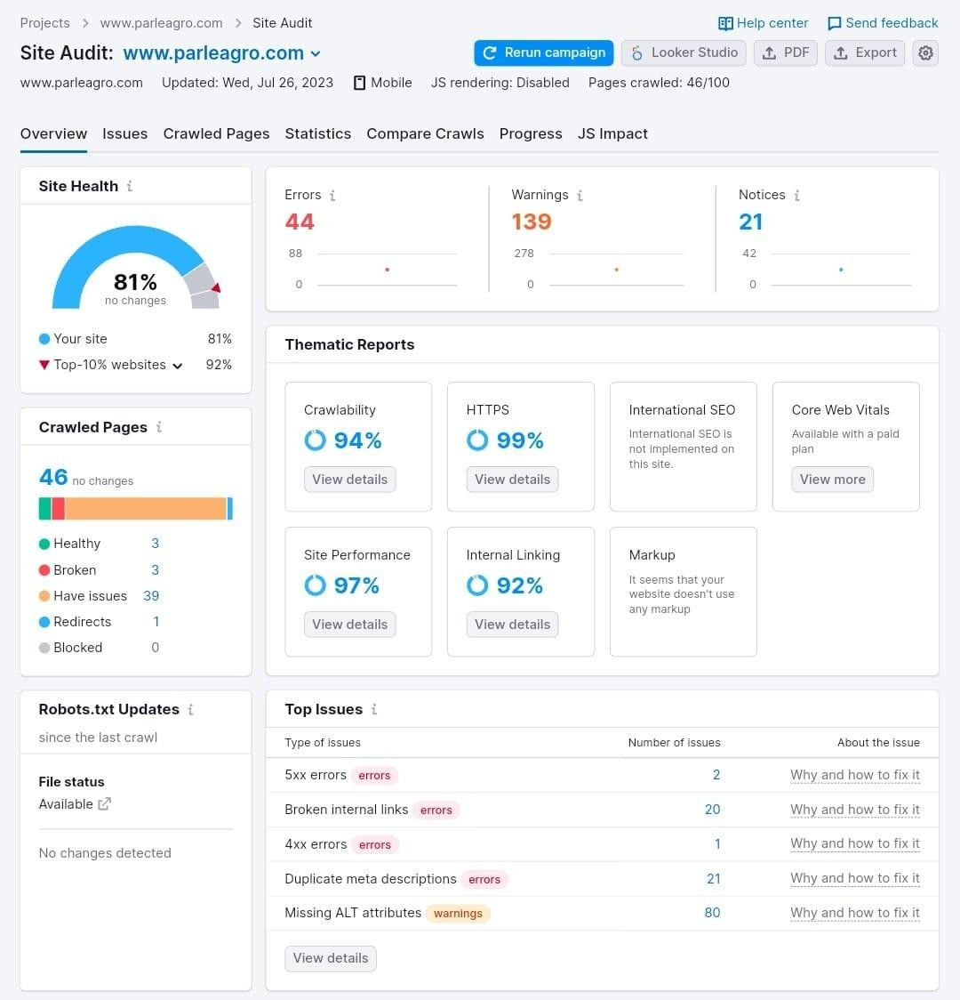 Projects > www.parleagro.com > Site Audit
Help center
Send feedback
Site Audit: www.parleagro.com
Rerun campaign
Looker Studio
PDF
Export
www.parleagro.com Updated: Wed, Jul 26, 2023 Mobile JS rendering: Disabled Pages crawled: 46/100
Overview Issues Crawled Pages Statistics Compare Crawls Progress JS Impact
Site Health i
81%
no changes
Your site 81%
Top-10% websites 92%
Errors i
44
88
0
Warnings i
139
278
0
Notices i
21
42
0
Crawled Pages i
46 no changes
Healthy 3
Broken 3
Have issues 39
Redirects 1
Blocked 0
Thematic Reports
Crawlability
94%
View details
HTTPS
99%
View details
International SEO
International SEO is
not implemented on
this site.
Core Web Vitals
Available with a paid
plan
View more
Site Performance
97%
View details
Internal Linking
92%
View details
Markup
It seems that your
website doesn't use
any markup
Robots.txt Updates i
since the last crawl
File status
Available
No changes detected
Top Issues i
Type of issues Number of issues About the issue
5xx errors errors 2 Why and how to fix it
Broken internal links errors 20 Why and how to fix it
4xx errors errors 1 Why and how to fix it
Duplicate meta descriptions errors 21 Why and how to fix it
Missing ALT attributes warnings 80 Why and how to fix it
View details